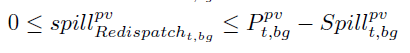 0 ≤ spill^{pv}_{Redispatch_{t,bg}} ≤ P^{pv}_{t,bg} − Spill^{pv}_{t,bg}